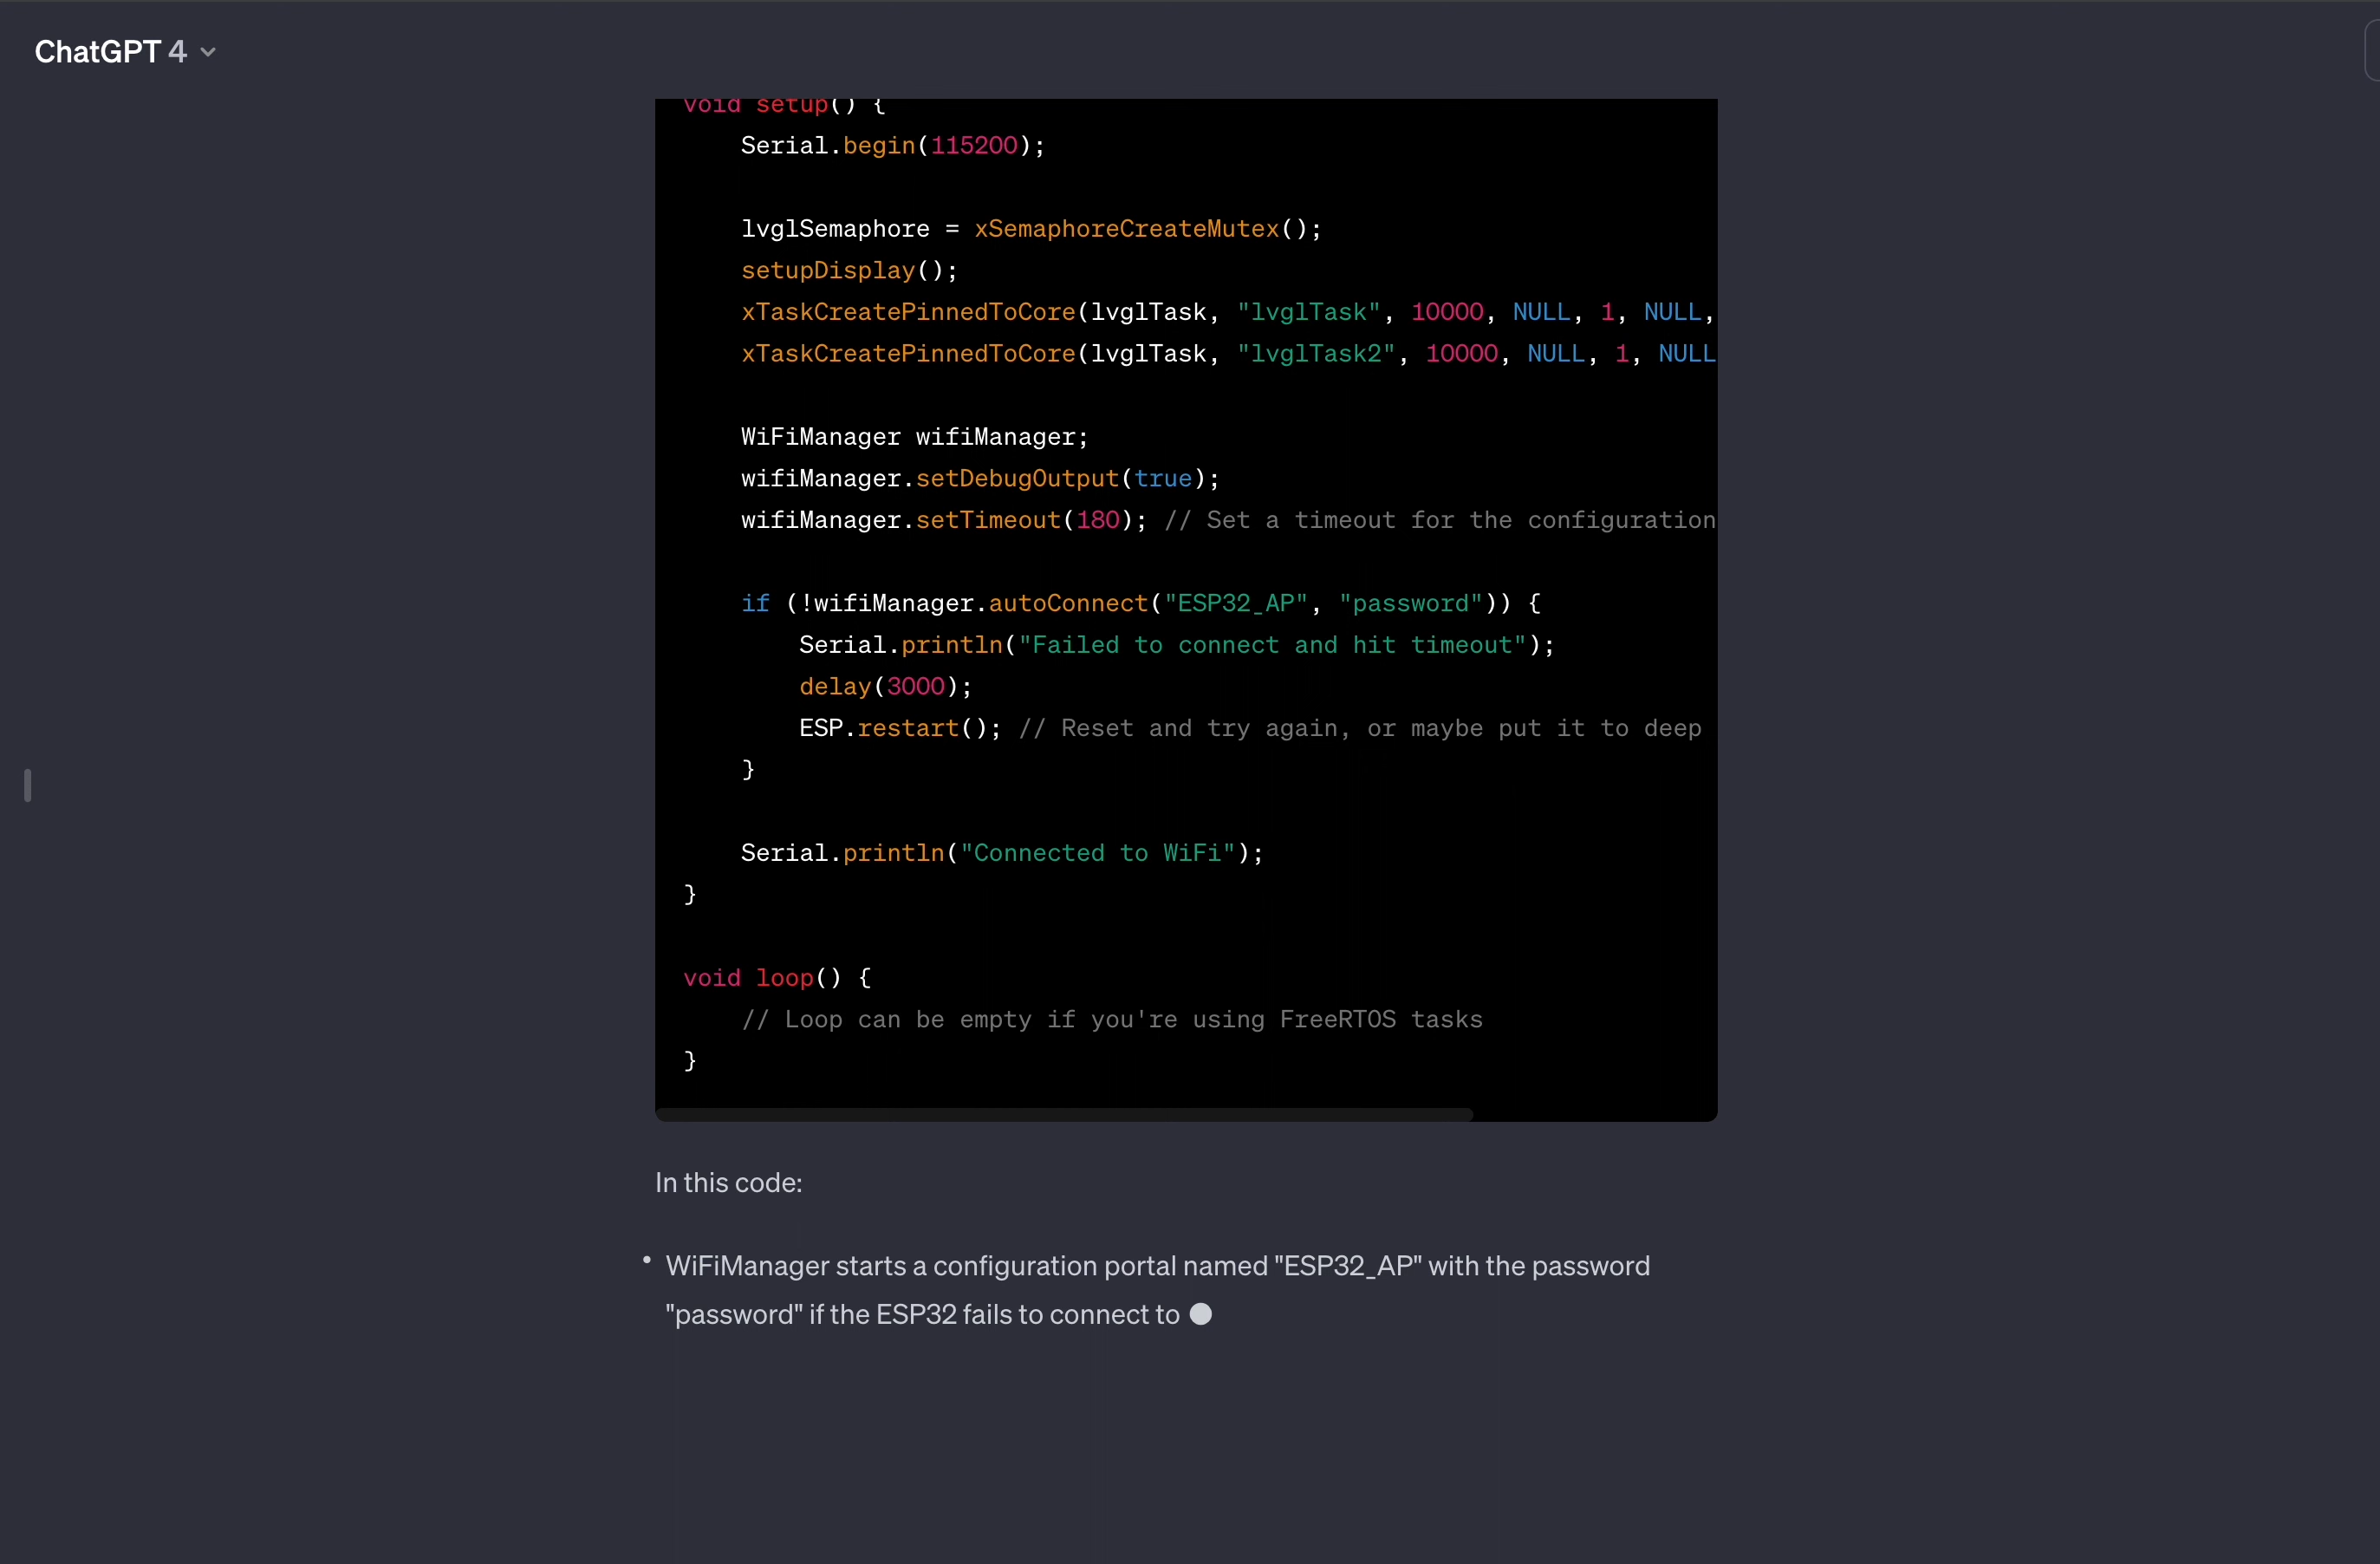 ChatGPT 4
void setup() {
Serial.begin(115200);
lvglSemaphore = xSemaphoreCreateMutex();
setupDisplay();
xTaskCreatePinnedToCore(lvglTask, "lvglTask", 10000, NULL, 1, NULL,
xTaskCreatePinnedToCore(lvglTask, "lvglTask2", 10000, NULL, 1, NULL
WiFiManager wifiManager;
wifiManager.setDebugOutput(true);
wifiManager.setTimeout(180); // Set a timeout for the configuration
if (!wifiManager.autoConnect("ESP32_AP", "password")) {
Serial.println("Failed to connect and hit timeout");
delay(3000);
ESP.restart(); // Reset and try again, or maybe put it to deep
}
Serial.println("Connected to WiFi");
}
void loop() {
// Loop can be empty if you're using FreeRTOS tasks
}
In this code:
• WiFiManager starts a configuration portal named "ESP32_AP" with the password
"password" if the ESP32 fails to connect to